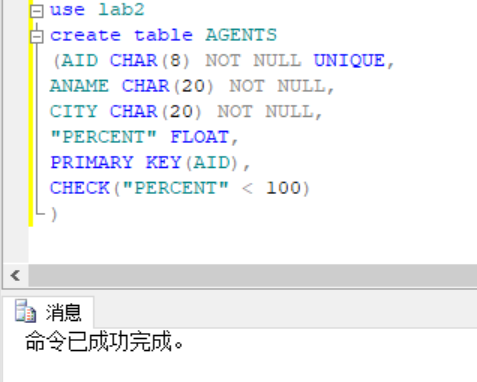 use lab2
create table AGENTS
(AID CHAR(8) NOT NULL UNIQUE,
ANAME CHAR(20) NOT NULL,
CITY CHAR(20) NOT NULL,
"PERCENT" FLOAT,
PRIMARY KEY(AID),
CHECK("PERCENT" < 100)
)
消息
命令已成功完成。